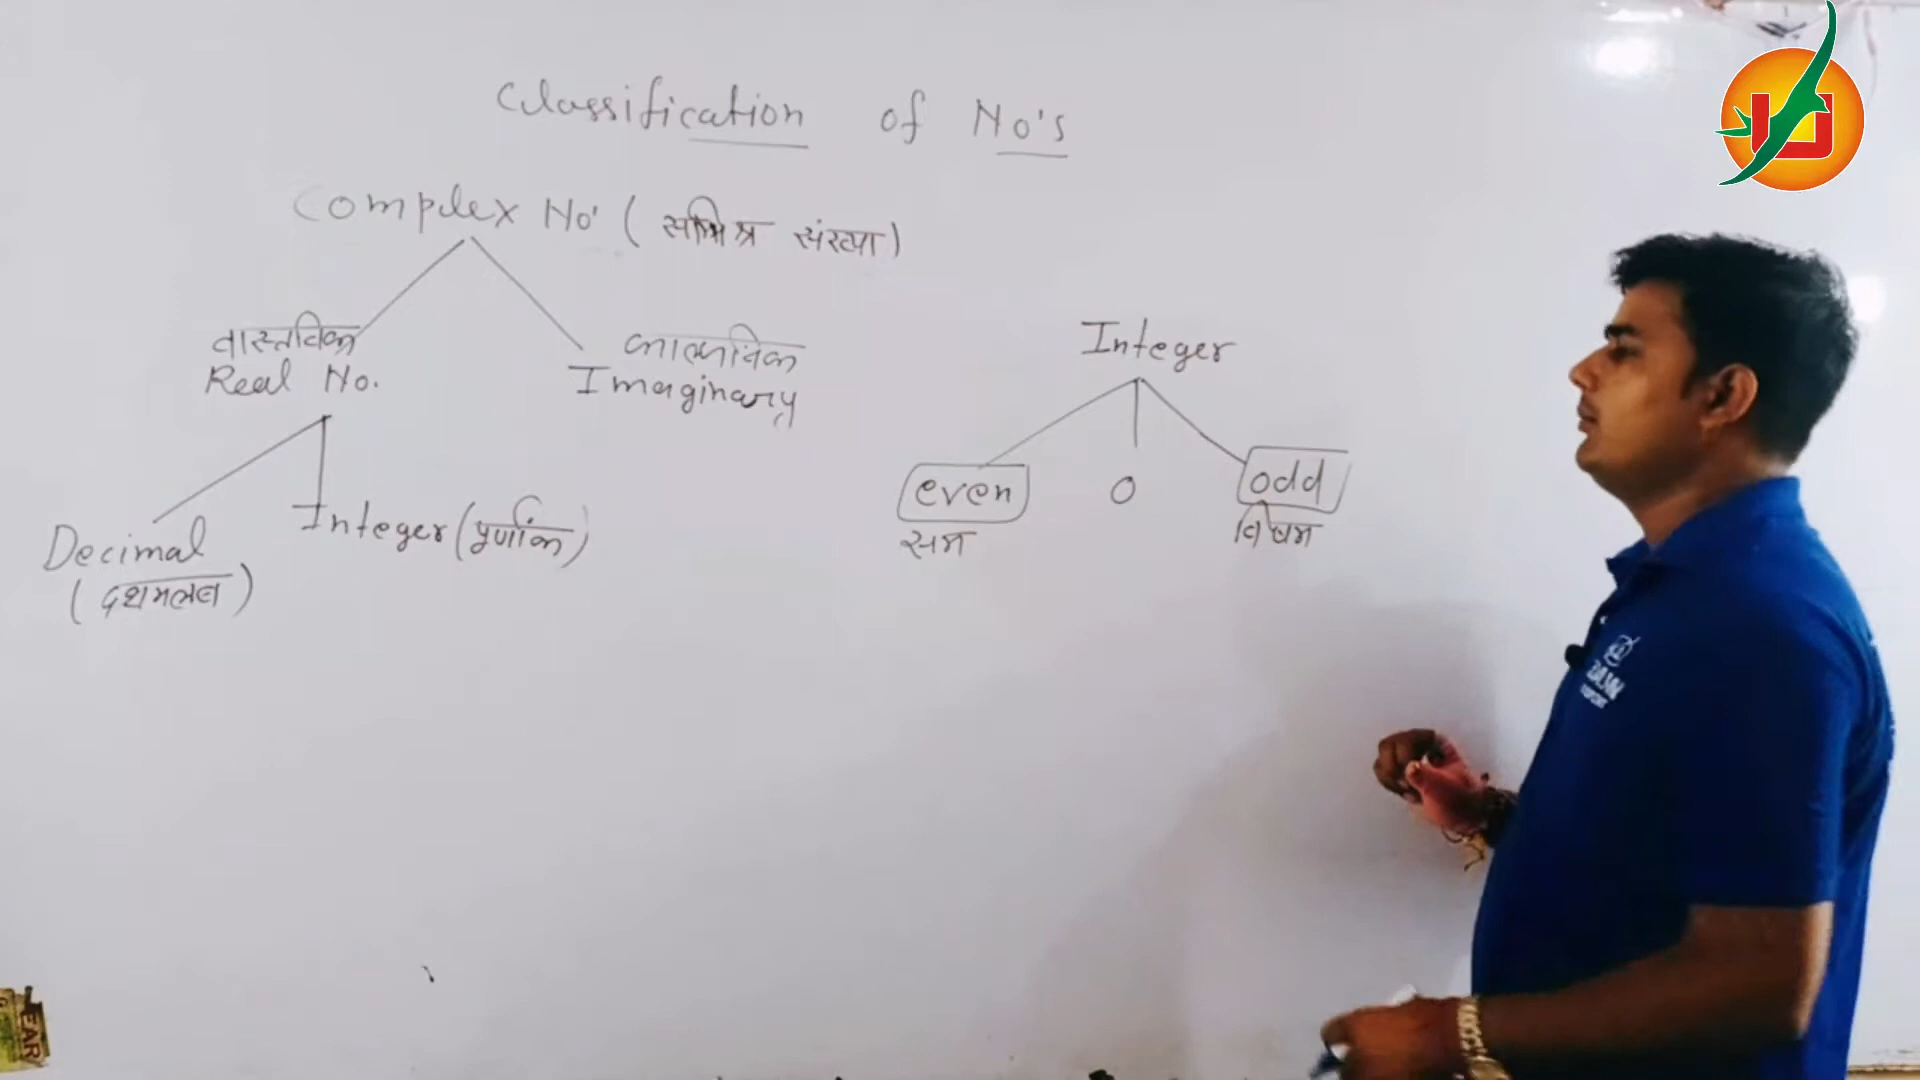 Classification of No's
Complex No' (सम्मिश्र संख्या)
वास्तविक
Real No.
काल्पनिक
Imaginary
Decimal
(दशमलव)
Integer (पूर्णांक)
Integer
even
सम
0
odd
विषम
EAR